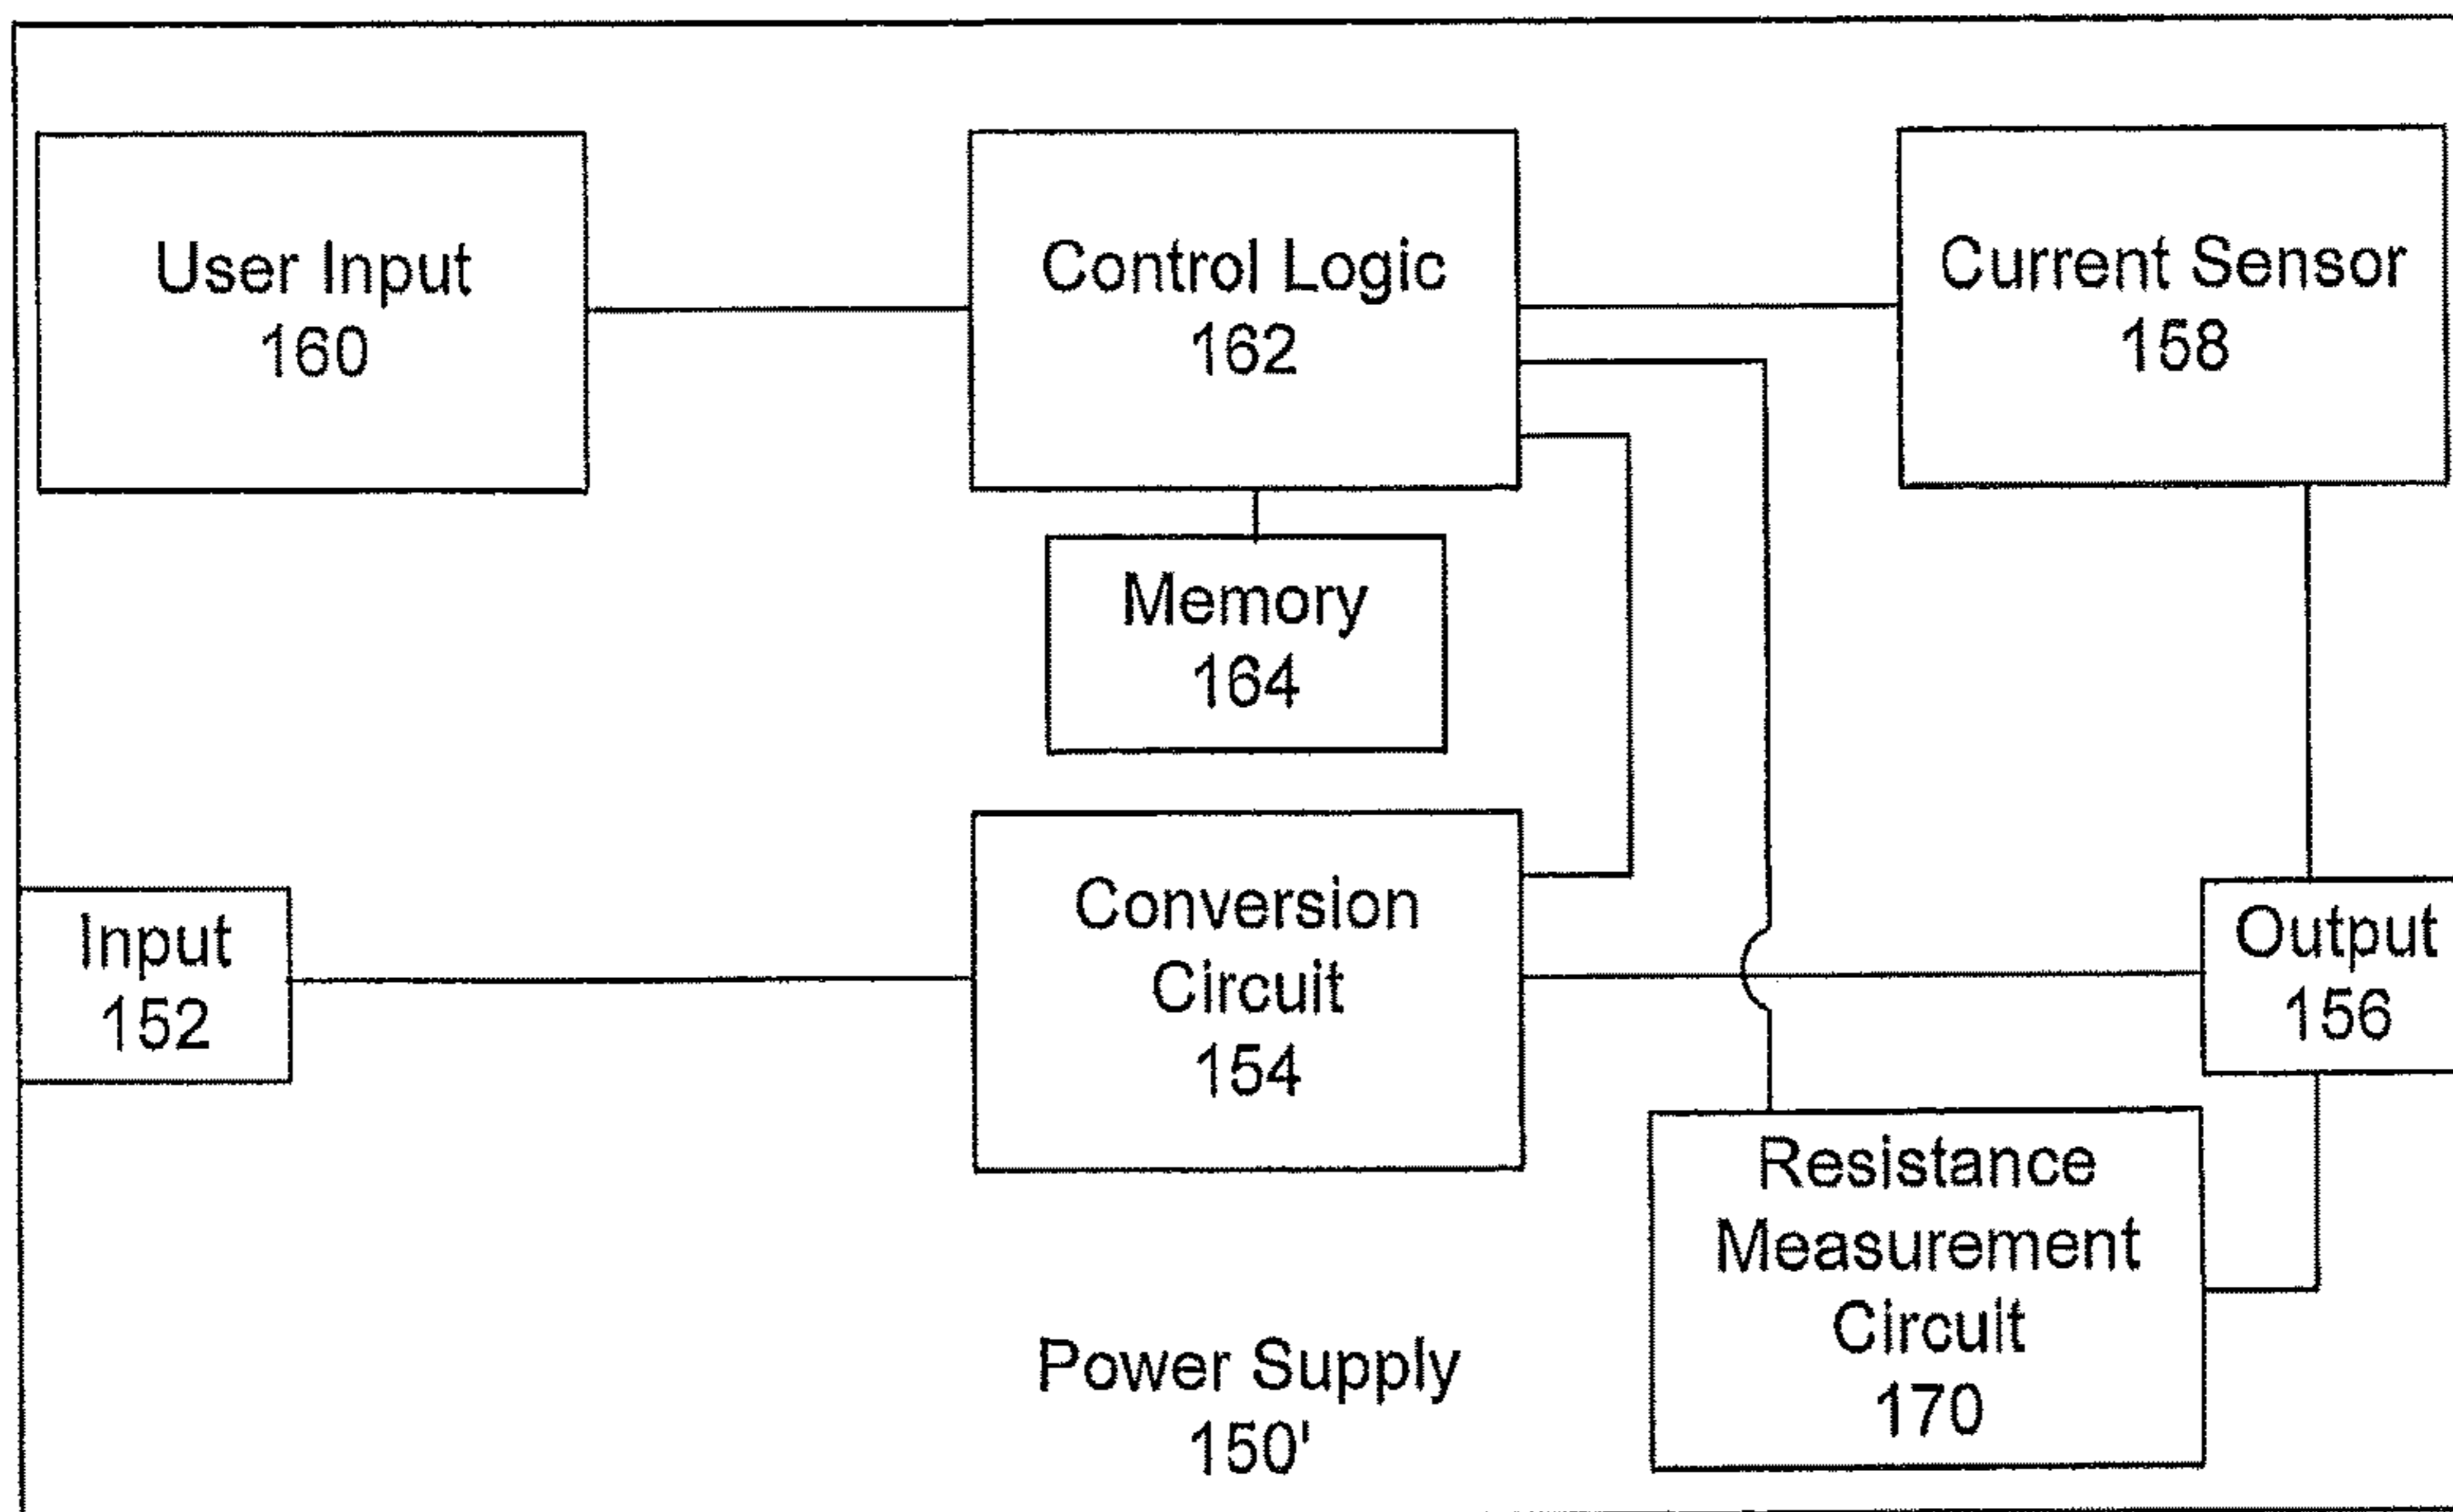 User Input
160
Control Logic
162
Current Sensor
158
Memory
164
Input
152
Conversion
Circuit
154
Output
156
Resistance
Measurement
Circuit
170
Power Supply
150'